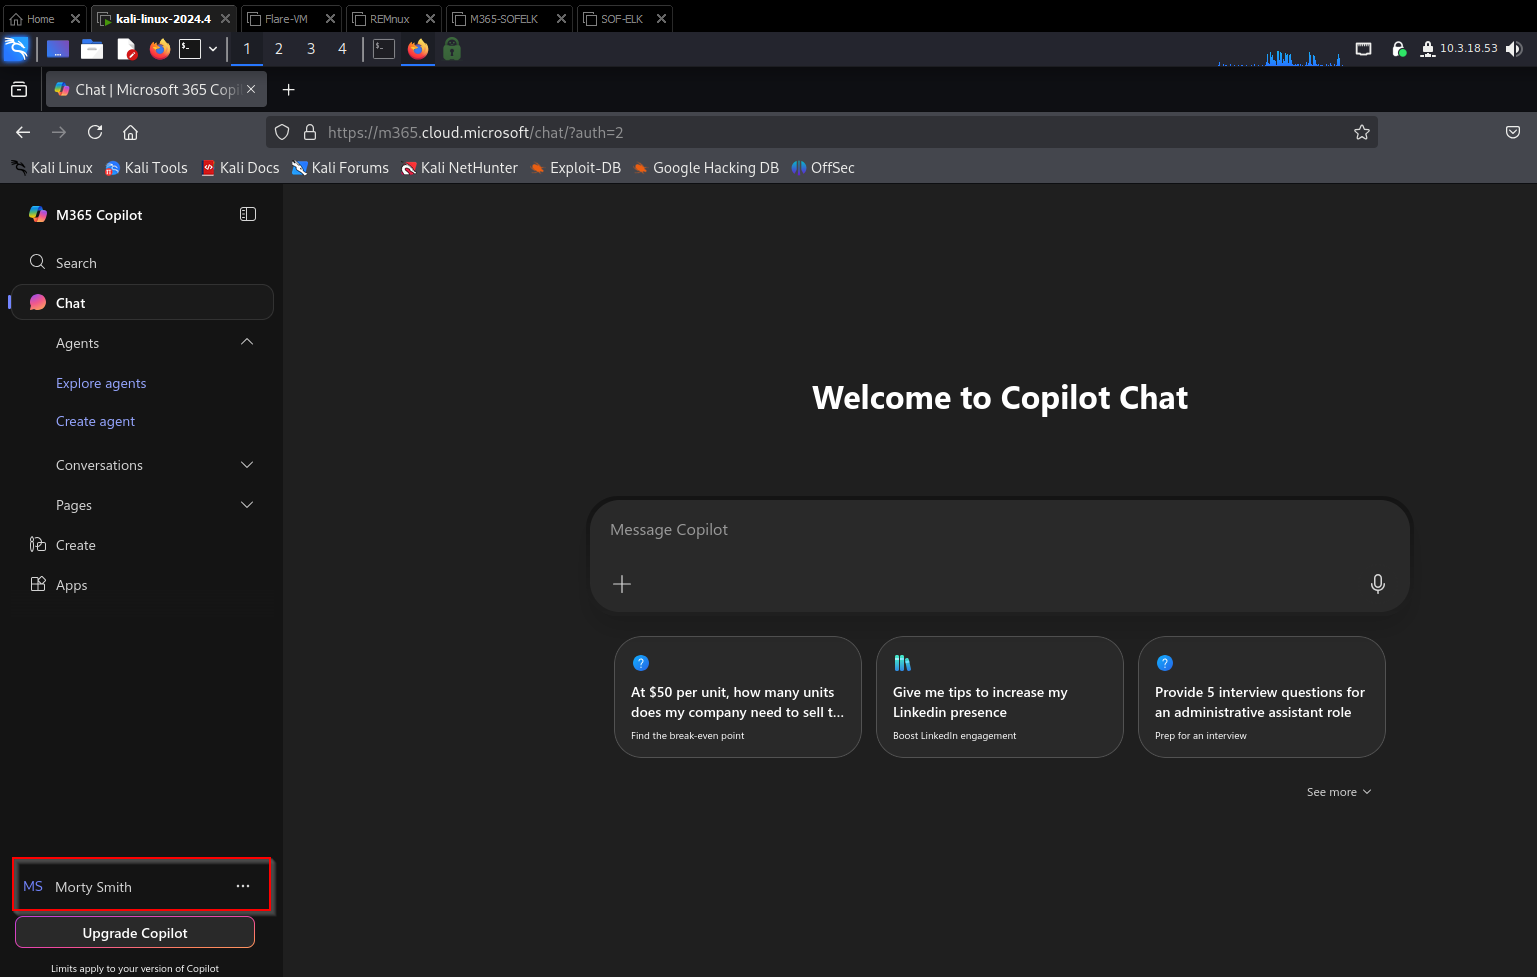 Home
kali-linux-2024.4
Flare-VM
REMnux
M365-SOFELK
SOF-ELK
1 2 3 4
10.3.18.53
Chat | Microsoft 365 Copi
https://m365.cloud.microsoft/chat/?auth=2
Kali Linux
Kali Tools
Kali Docs
Kali Forums
Kali NetHunter
Exploit-DB
Google Hacking DB
OffSec
M365 Copilot
Search
Chat
Agents
Explore agents
Create agent
Conversations
Pages
Create
Apps
Welcome to Copilot Chat
Message Copilot
At $50 per unit, how many units
does my company need to sell t...
Find the break-even point
Give me tips to increase my
Linkedin presence
Boost LinkedIn engagement
Provide 5 interview questions for
an administrative assistant role
Prep for an interview
See more
MS Morty Smith ...
Upgrade Copilot
Limits apply to your version of Copilot